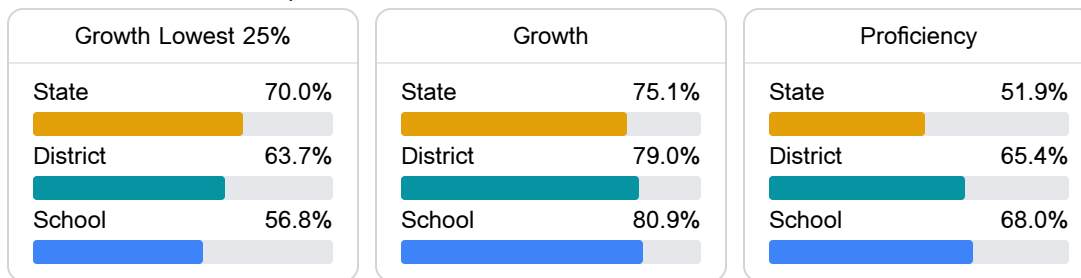 Growth Lowest 25%
State 70.0%
District 63.7%
School 56.8%
Growth
State 75.1%
District 79.0%
School 80.9%
Proficiency
State 51.9%
District 65.4%
School 68.0%